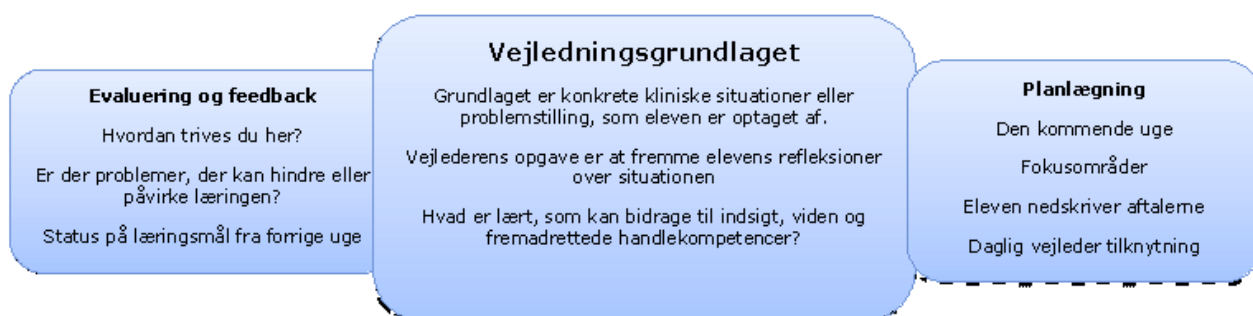 Evaluering og feedback
Hvordan trives du her?
Er der problemer, der kan hindre eller
påvirke læringen?
Status på læringsmål fra forrige uge
Vejledningsgrundlaget
Grundlaget er konkrete kliniske situationer eller
problemstilling, som eleven er optaget af.
Vejlederens opgave er at fremme elevens refleksioner
over situationen
Hvad er lært, som kan bidrage til indsigt, viden og
fremadrettede handlekompetencer?
Planlægning
Den kommende uge
Fokusområder
Eleven nedskriver aftalerne
Daglig vejleder tilknytning